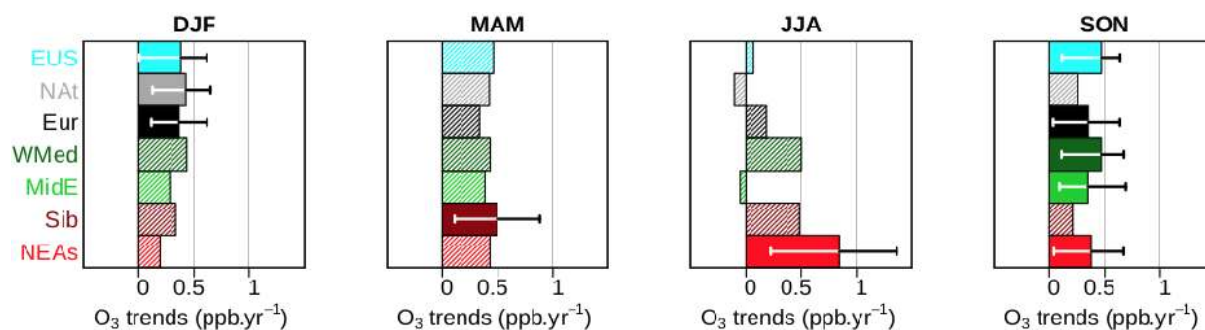 DJF MAM JJA SON
EUS
NAt
Eur
WMed
MidE
Sib
NEAs
0 0.5 1 0 0.5 1 0 0.5 1 0 0.5 1
O₃ trends (ppb.yr⁻¹) O₃ trends (ppb.yr⁻¹) O₃ trends (ppb.yr⁻¹) O₃ trends (ppb.yr⁻¹)